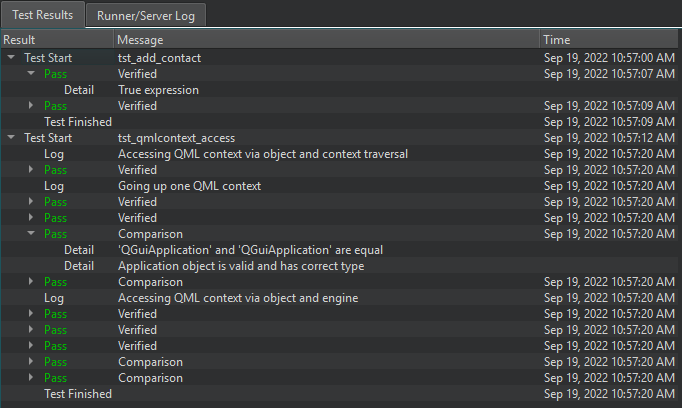 Test Results Runner/Server Log
Result Message Time
Test Start tst_add_contact Sep 19, 2022 10:57:00 AM
Pass Verified Sep 19, 2022 10:57:07 AM
Detail True expression
Pass Verified Sep 19, 2022 10:57:09 AM
Test Finished Sep 19, 2022 10:57:09 AM
Test Start tst_qmlcontext_access Sep 19, 2022 10:57:12 AM
Log Accessing QML context via object and context traversal Sep 19, 2022 10:57:20 AM
Pass Verified Sep 19, 2022 10:57:20 AM
Log Going up one QML context Sep 19, 2022 10:57:20 AM
Pass Verified Sep 19, 2022 10:57:20 AM
Pass Verified Sep 19, 2022 10:57:20 AM
Pass Comparison Sep 19, 2022 10:57:20 AM
Detail 'QGuiApplication' and 'QGuiApplication' are equal
Detail Application object is valid and has correct type
Pass Comparison Sep 19, 2022 10:57:20 AM
Log Accessing QML context via object and engine Sep 19, 2022 10:57:20 AM
Pass Verified Sep 19, 2022 10:57:20 AM
Pass Verified Sep 19, 2022 10:57:20 AM
Pass Verified Sep 19, 2022 10:57:20 AM
Pass Comparison Sep 19, 2022 10:57:20 AM
Pass Comparison Sep 19, 2022 10:57:20 AM
Test Finished Sep 19, 2022 10:57:20 AM